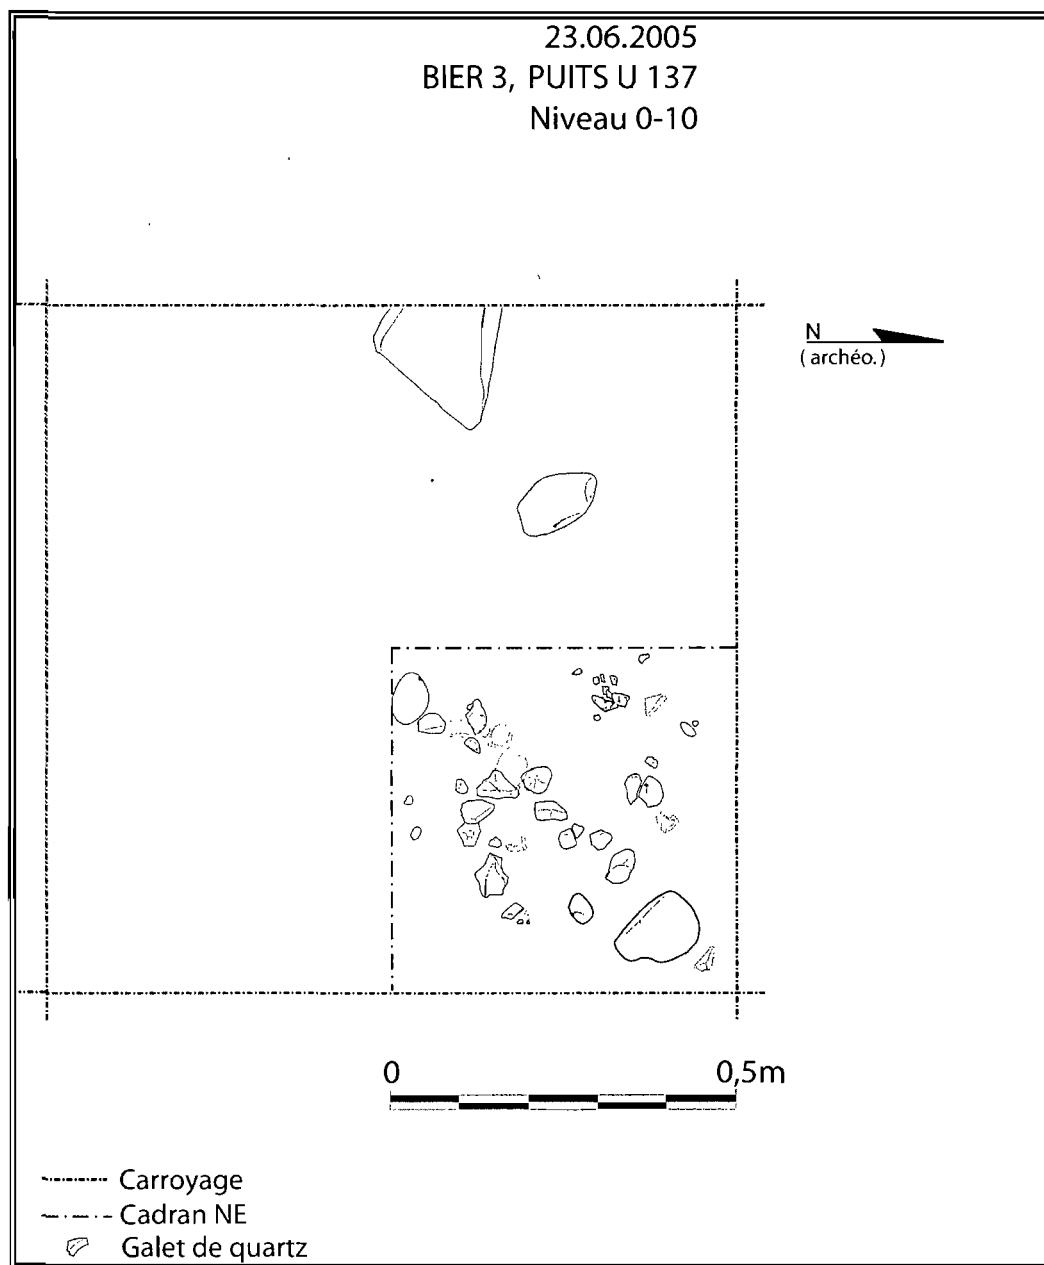 23.06.2005
BIER 3, PUITS U 137
Niveau 0-10
N
( archéo.)
0 0,5m
Carroyage
Cadran NE
Galet de quartz